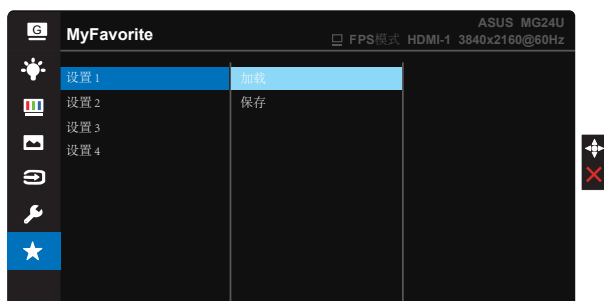 G
MyFavorite
ASUS MG24U
FPS模式 HDMI-1 3840x2160@60Hz
设置 1
加载
设置 2
保存
设置 3
设置 4